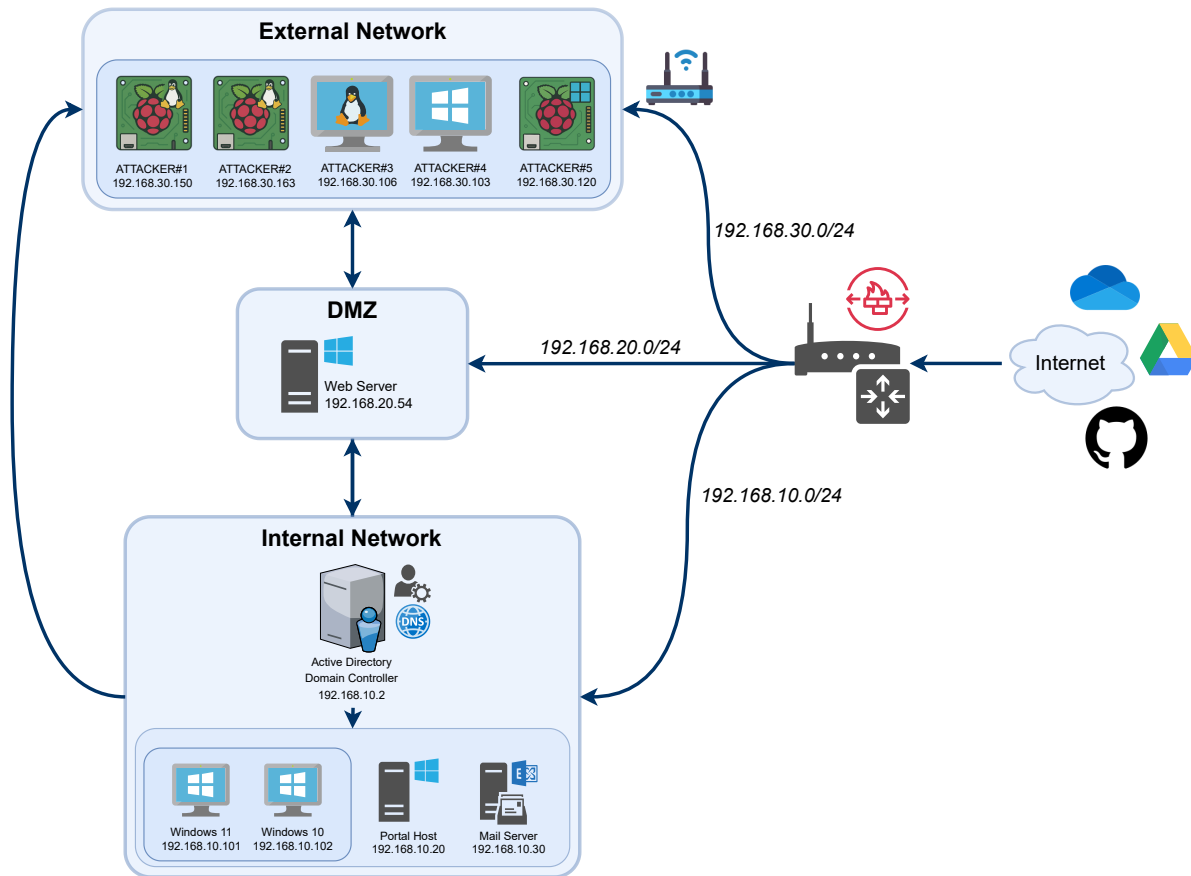 External Network
ATTACKER#1
192.168.30.150
ATTACKER#2
192.168.30.163
ATTACKER#3
192.168.30.106
ATTACKER#4
192.168.30.103
ATTACKER#5
192.168.30.120
192.168.30.0/24
DMZ
Web Server
192.168.20.54
192.168.20.0/24
Internet
192.168.10.0/24
Internal Network
DNS
Active Directory
Domain Controller
192.168.10.2
Windows 11
192.168.10.101
Windows 10
192.168.10.102
Portal Host
192.168.10.20
E
Mail Server
192.168.10.30